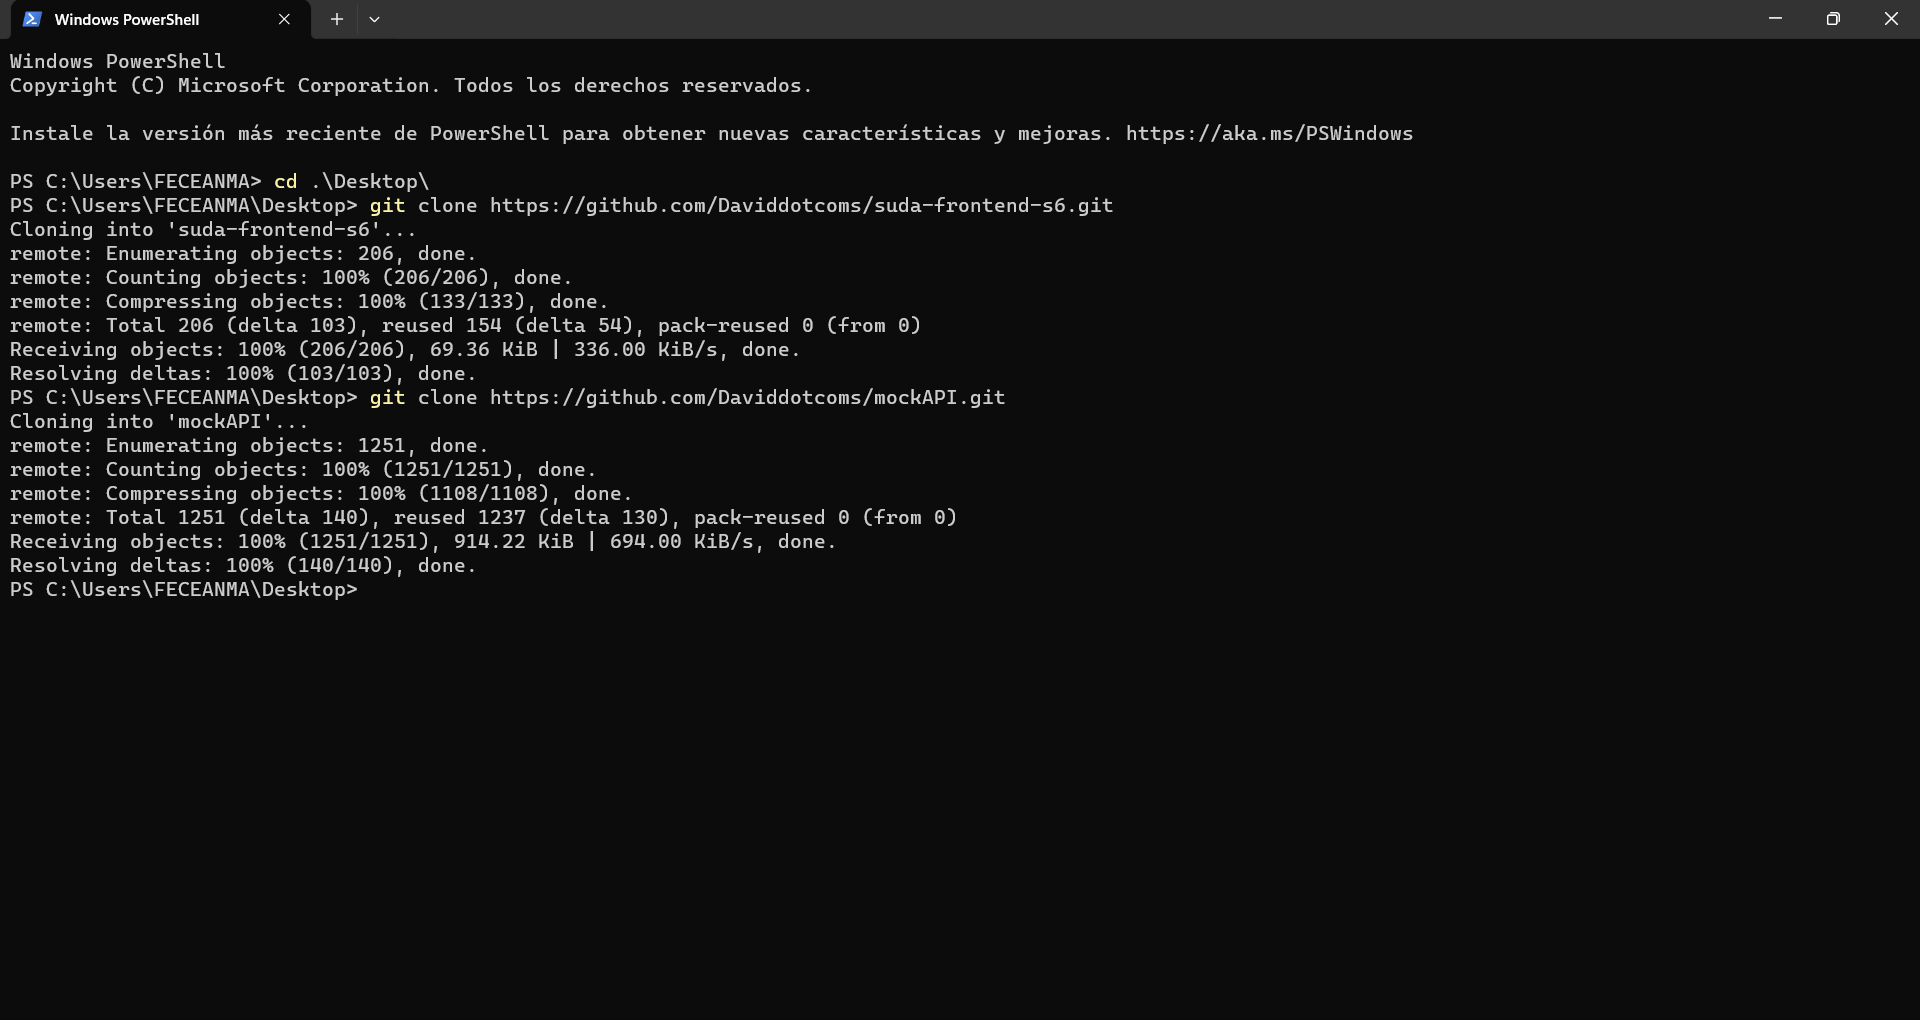 Windows PowerShell
Windows PowerShell
Copyright (C) Microsoft Corporation. Todos los derechos reservados.
Instale la versión más reciente de PowerShell para obtener nuevas características y mejoras. https://aka.ms/PSWindows
PS C:\Users\FECEANMA> cd .\Desktop\
PS C:\Users\FECEANMA\Desktop> git clone https://github.com/Daviddotcoms/suda-frontend-s6.git
Cloning into 'suda-frontend-s6'...
remote: Enumerating objects: 206, done.
remote: Counting objects: 100% (206/206), done.
remote: Compressing objects: 100% (133/133), done.
remote: Total 206 (delta 103), reused 154 (delta 54), pack-reused 0 (from 0)
Receiving objects: 100% (206/206), 69.36 KiB | 336.00 KiB/s, done.
Resolving deltas: 100% (103/103), done.
PS C:\Users\FECEANMA\Desktop> git clone https://github.com/Daviddotcoms/mockAPI.git
Cloning into 'mockAPI'...
remote: Enumerating objects: 1251, done.
remote: Counting objects: 100% (1251/1251), done.
remote: Compressing objects: 100% (1108/1108), done.
remote: Total 1251 (delta 140), reused 1237 (delta 130), pack-reused 0 (from 0)
Receiving objects: 100% (1251/1251), 914.22 KiB | 694.00 KiB/s, done.
Resolving deltas: 100% (140/140), done.
PS C:\Users\FECEANMA\Desktop>